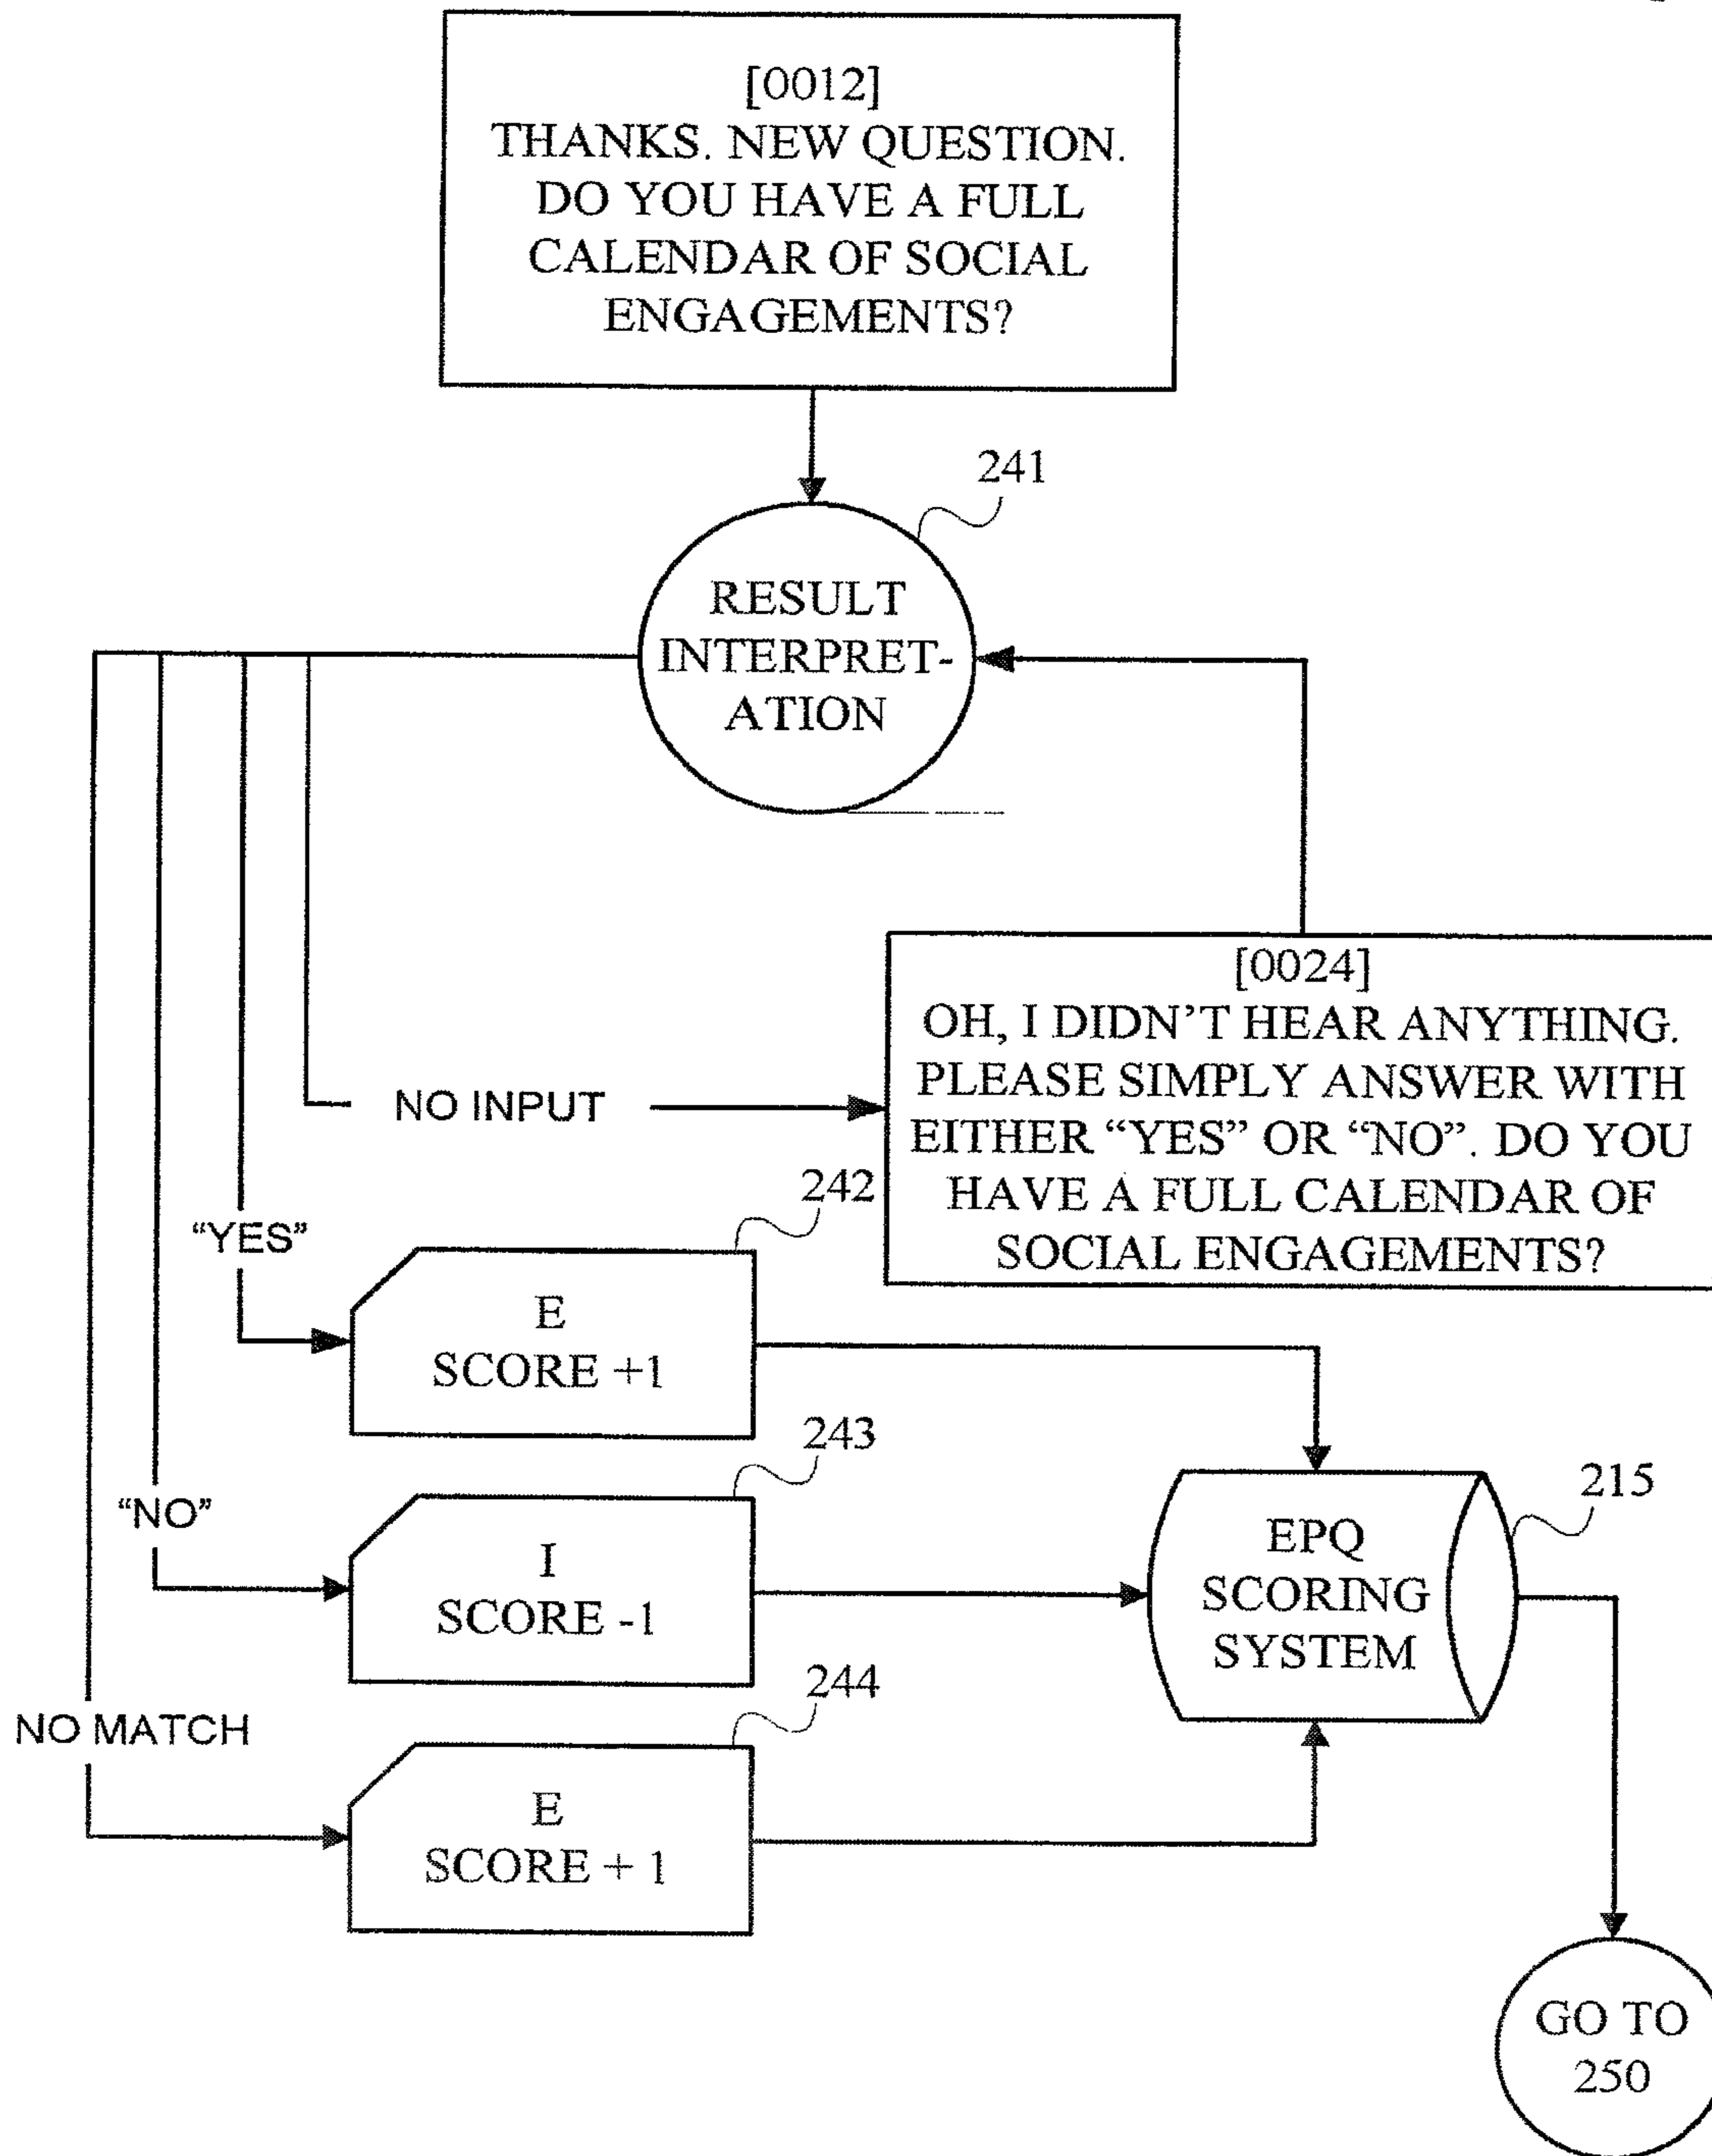 [0012]
THANKS. NEW QUESTION.
DO YOU HAVE A FULL
CALENDAR OF SOCIAL
ENGAGEMENTS?
241
RESULT
INTERPRET-
ATION
[0024]
OH, I DIDN’T HEAR ANYTHING.
PLEASE SIMPLY ANSWER WITH
EITHER “YES” OR “NO”. DO YOU
HAVE A FULL CALENDAR OF
SOCIAL ENGAGEMENTS?
NO INPUT
242
“YES”
E
SCORE +1
243
“NO”
I
SCORE -1
215
EPQ
SCORING
SYSTEM
244
NO MATCH
E
SCORE + 1
GO TO
250